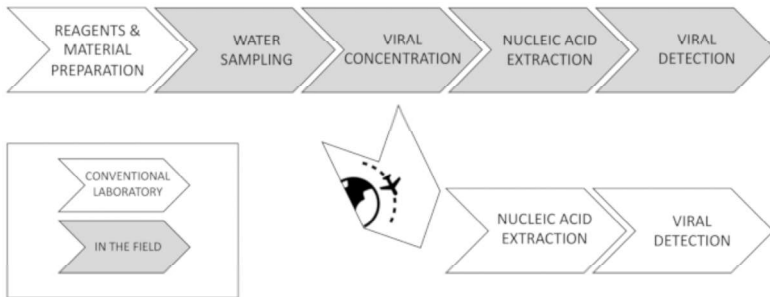 REAGENTS &
MATERIAL
PREPARATION
WATER
SAMPLING
VIRAL
CONCENTRATION
NUCLEIC ACID
EXTRACTION
VIRAL
DETECTION
CONVENTIONAL
LABORATORY
IN THE FIELD
NUCLEIC ACID
EXTRACTION
VIRAL
DETECTION